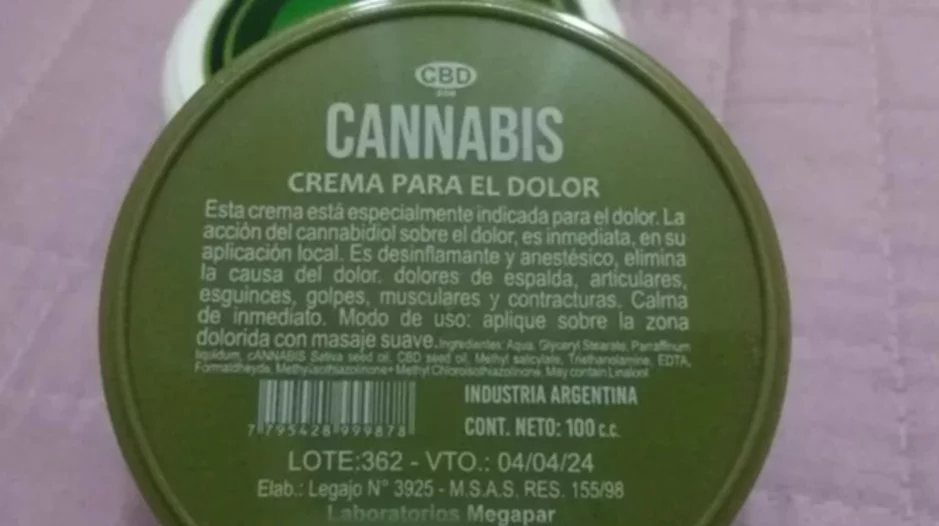 CBD
CANNABIS
CREMA PARA EL DOLOR
Esta crema está especialmente indicada para el dolor. La
acción del cannabidiol sobre el dolor, es inmediata, en su
aplicación local. Es desinflamante y anestésico, elimina
la causa del dolor, dolores de espalda, articulares,
esguinces, golpes, musculares y contracturas. Calma
de inmediato. Modo de uso: aplique sobre la zona
dolorida con masaje suave. Ingredientes: Aqua, Glyceryl Stearate, Parraffinum
liquidum, cANNABIS Sativa seed oil, CBD seed oil, Methyl salicylate, Triethanolamine, EDTA,
Formaldheyde, Methylisothiazolinone+ Methyl Chloroisothiazolinone. May contain Linalool
INDUSTRIA ARGENTINA
CONT. NETO: 100 c.c.
7 795428 999878
LOTE:362 - VTO.: 04/04/24
Elab.: Legajo N° 3925 - M.S.A.S. RES. 155/98
Laboratorios Megapar